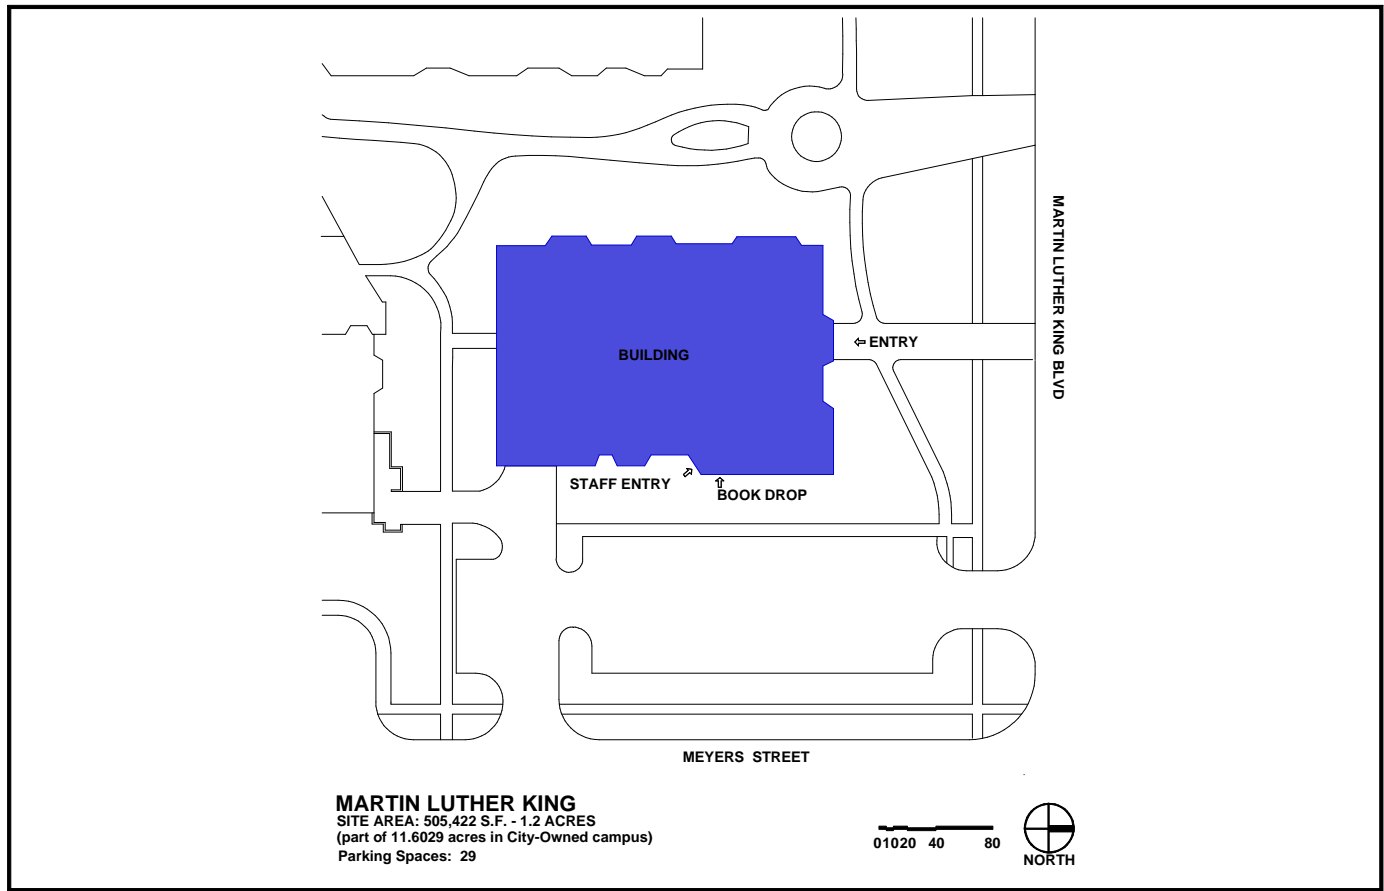 MARTIN LUTHER KING BLVD
ENTRY
BUILDING
STAFF ENTRY
BOOK DROP
MEYERS  STREET
MARTIN LUTHER KING
SITE AREA: 505,422 S.F. - 1.2 ACRES
(part of 11.6029 acres in City-Owned campus)
Parking Spaces:  29
01020 40 80
NORTH